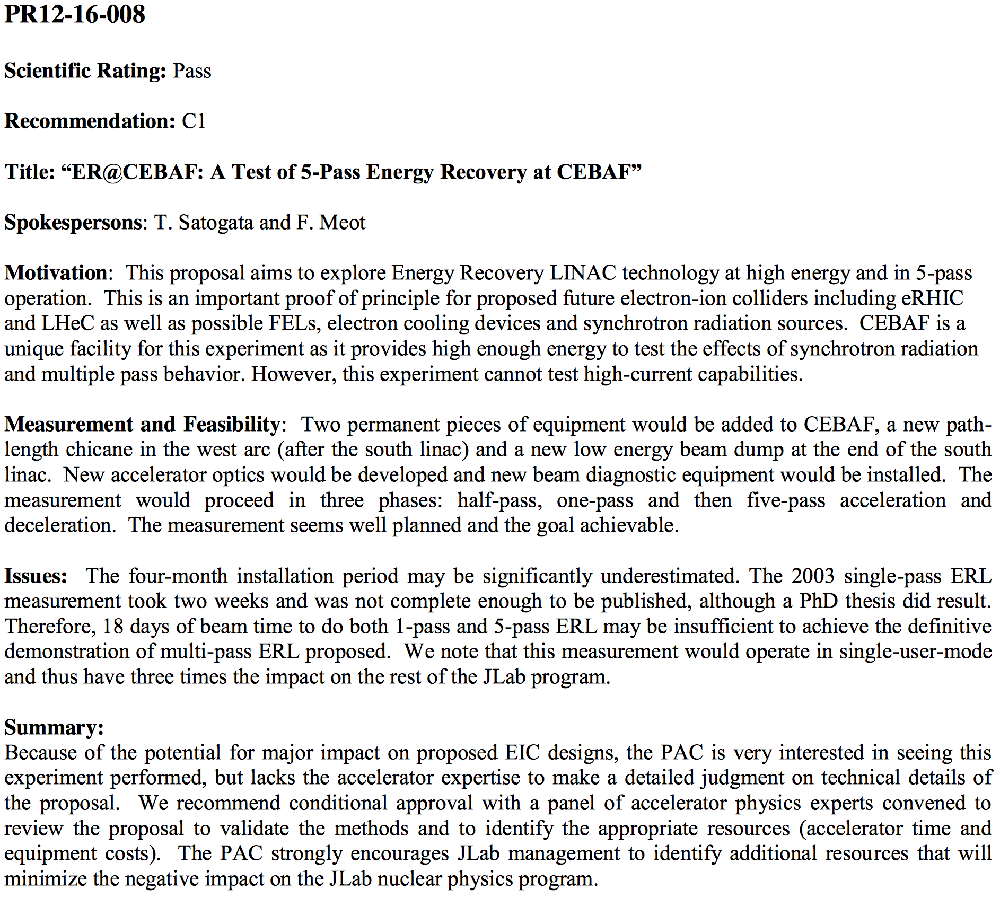 PR12-16-008
Scientific Rating: Pass
Recommendation: C1
Title: “ER@CEBAF: A Test of 5-Pass Energy Recovery at CEBAF”
Spokespersons: T. Satogata and F. Meot
Motivation:  This proposal aims to explore Energy Recovery LINAC technology at high energy and in 5-pass
operation.  This is an important proof of principle for proposed future electron-ion colliders including eRHIC
and LHeC as well as possible FELs, electron cooling devices and synchrotron radiation sources.  CEBAF is a
unique facility for this experiment as it provides high enough energy to test the effects of synchrotron radiation
and multiple pass behavior. However, this experiment cannot test high-current capabilities.
Measurement and Feasibility:  Two permanent pieces of equipment would be added to CEBAF, a new path-
length chicane in the west arc (after the south linac) and a new low energy beam dump at the end of the south
linac.  New accelerator optics would be developed and new beam diagnostic equipment would be installed.  The
measurement would proceed in three phases: half-pass, one-pass and then five-pass acceleration and
deceleration.  The measurement seems well planned and the goal achievable.
Issues:  The four-month installation period may be significantly underestimated. The 2003 single-pass ERL
measurement took two weeks and was not complete enough to be published, although a PhD thesis did result.
Therefore, 18 days of beam time to do both 1-pass and 5-pass ERL may be insufficient to achieve the definitive
demonstration of multi-pass ERL proposed.  We note that this measurement would operate in single-user-mode
and thus have three times the impact on the rest of the JLab program.
Summary:
Because of the potential for major impact on proposed EIC designs, the PAC is very interested in seeing this
experiment performed, but lacks the accelerator expertise to make a detailed judgment on technical details of
the proposal.  We recommend conditional approval with a panel of accelerator physics experts convened to
review the proposal to validate the methods and to identify the appropriate resources (accelerator time and
equipment costs).  The PAC strongly encourages JLab management to identify additional resources that will
minimize the negative impact on the JLab nuclear physics program.